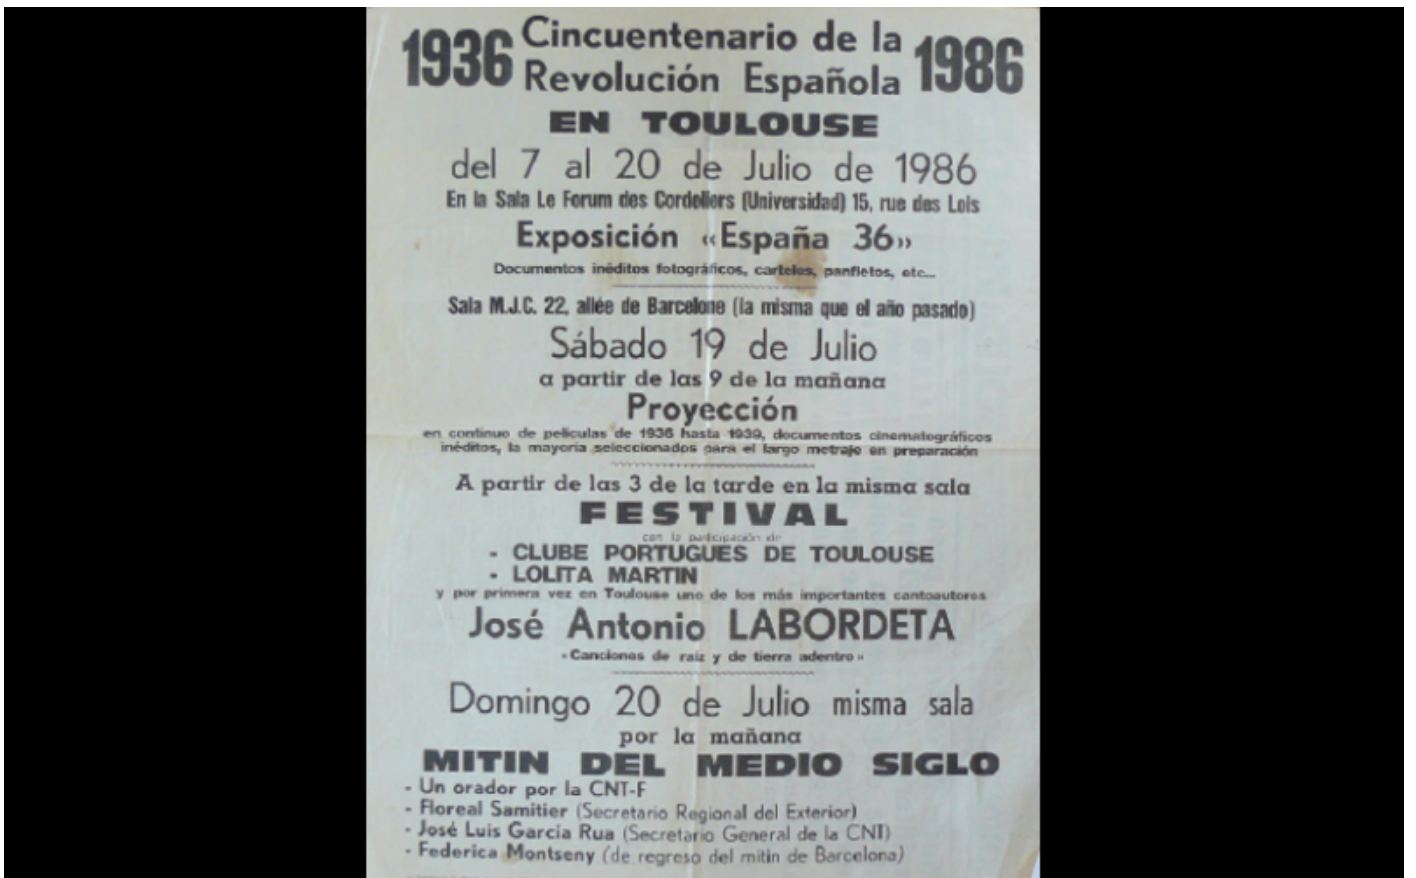 1936 Cincuentenario de la 1986
Revolución Española
EN TOULOUSE
del 7 al 20 de Julio de 1986
En la Sala Le Forum des Cordeliers (Universidad) 15, rue des Lois
Exposición «España 36»
Documentos inéditos fotográficos, carteles, panfletos, etc...
Sala M.J.C. 22, allée de Barcelone (la misma que el año pasado)
Sábado 19 de Julio
a partir de las 9 de la mañana
Proyección
en continuo de películas de 1936 hasta 1939, documentos cinematográficos
inéditos, la mayoría seleccionados para el largo metraje en preparación
A partir de las 3 de la tarde en la misma sala
FESTIVAL
con la participación de
- CLUBE PORTUGUES DE TOULOUSE
- LOLITA MARTIN
y por primera vez en Toulouse uno de los más importantes cantoautores
José Antonio LABORDETA
«Canciones de raiz y de tierra adentro»
Domingo 20 de Julio misma sala
por la mañana
MITIN DEL MEDIO SIGLO
- Un orador por la CNT-F
- Floreal Samitier (Secretario Regional del Exterior)
- José Luis García Rua (Secretario General de la CNT)
- Federica Montseny (de regreso del mitin de Barcelona)